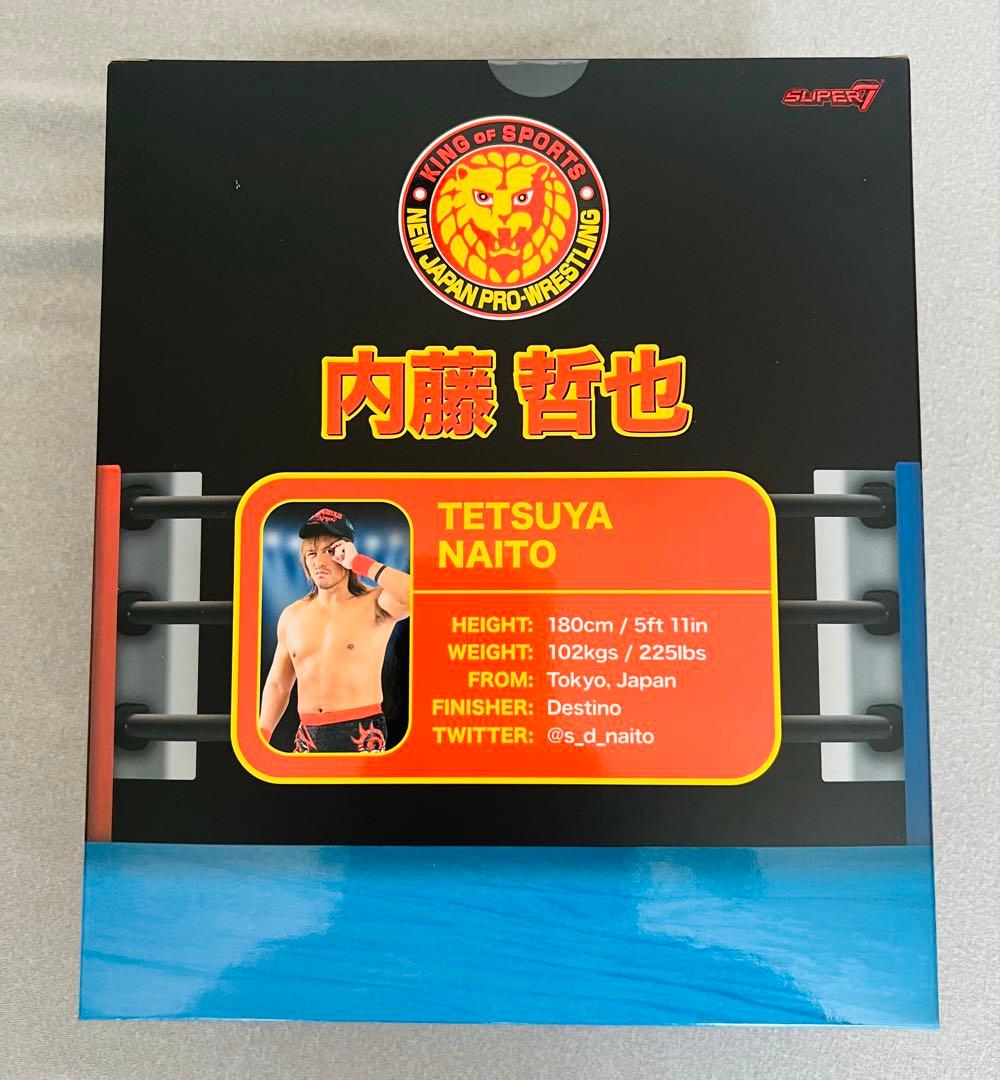 SUPER7
KING OF SPORTS
NEW JAPAN PRO-WRESTLING
内藤 哲也
TETSUYA
NAITO
HEIGHT: 180cm / 5ft 11in
WEIGHT: 102kgs / 225lbs
FROM: Tokyo, Japan
FINISHER: Destino
TWITTER: @s_d_naito